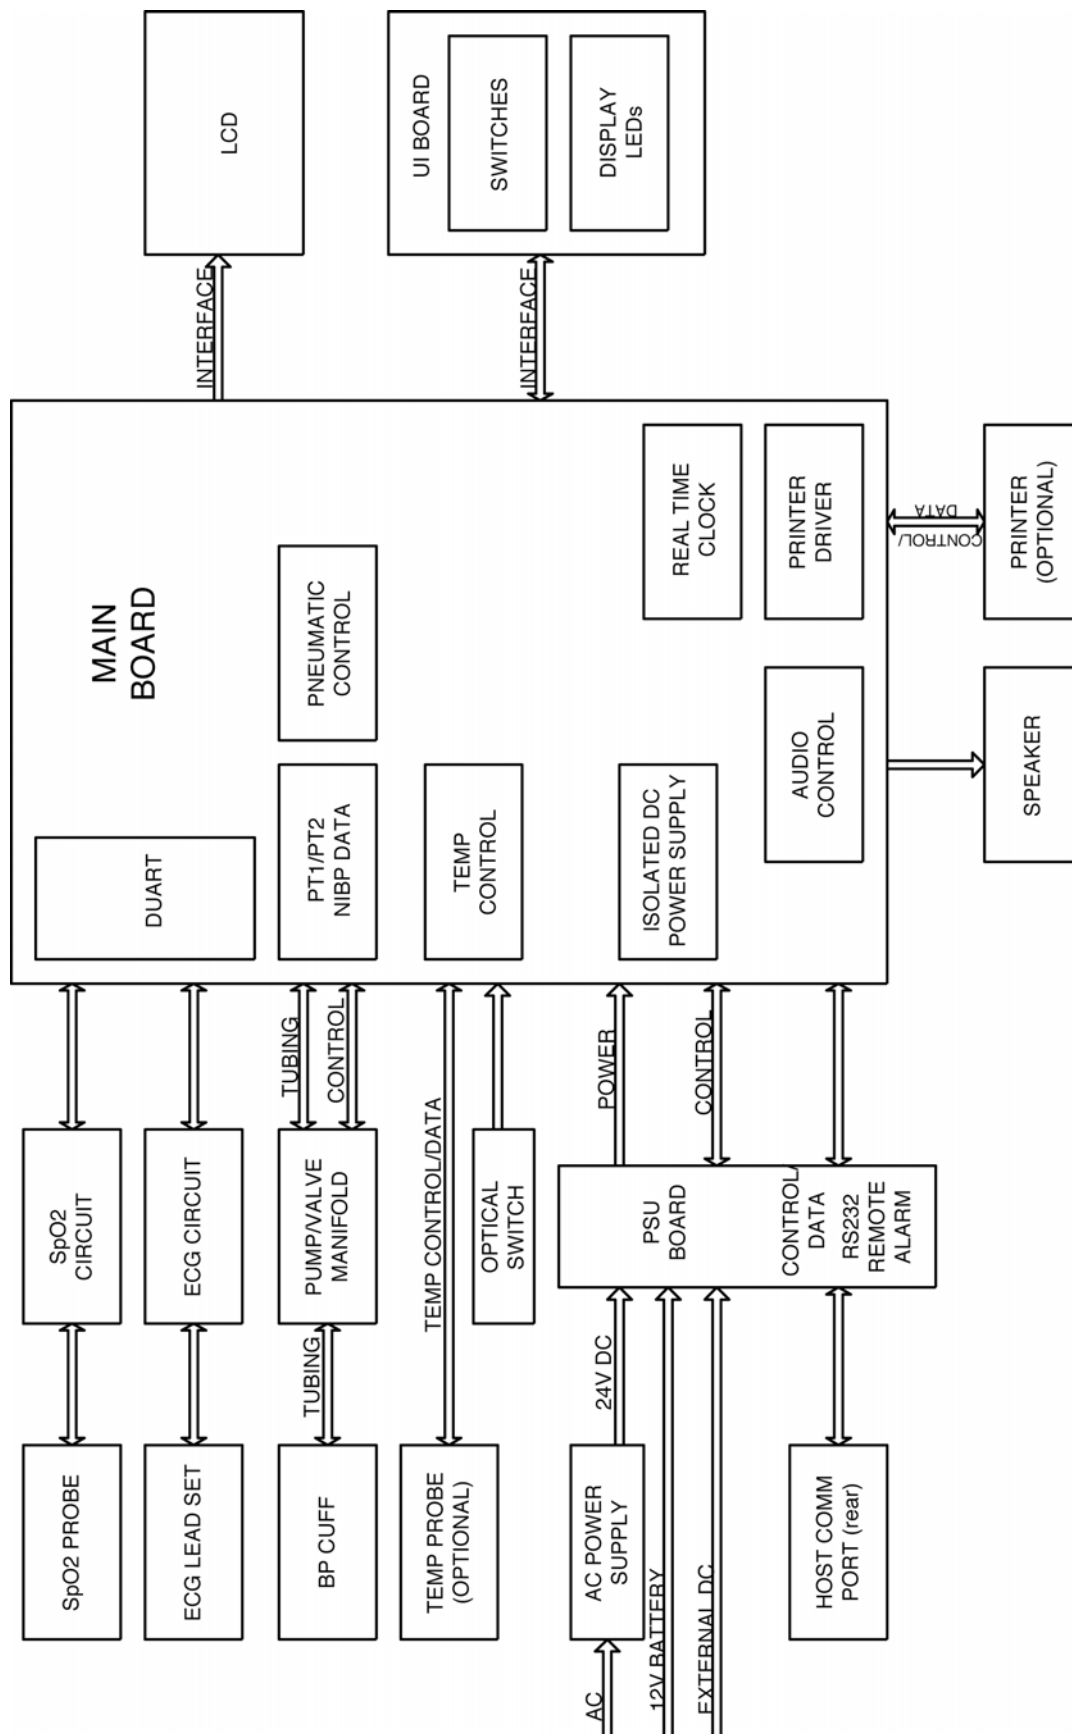 SpO2 PROBE
SpO2
CIRCUIT
ECG LEAD SET
ECG CIRCUIT
BP CUFF
TUBING
PUMP/VALVE
MANIFOLD
TUBING
CONTROL
TEMP PROBE
(OPTIONAL)
TEMP CONTROL/DATA
OPTICAL
SWITCH
AC
AC POWER
SUPPLY
24V DC
12V BATTERY
EXTERNAL DC
PSU
BOARD
CONTROL/
DATA
RS232
REMOTE
ALARM
POWER
CONTROL
HOST COMM
PORT (rear)
MAIN
BOARD
DUART
PT1/PT2
NIBP DATA
PNEUMATIC
CONTROL
TEMP
CONTROL
ISOLATED DC
POWER SUPPLY
REAL TIME
CLOCK
AUDIO
CONTROL
PRINTER
DRIVER
INTERFACE
LCD
INTERFACE
UI BOARD
SWITCHES
DISPLAY
LEDs
SPEAKER
CONTROL/
DATA
PRINTER
(OPTIONAL)